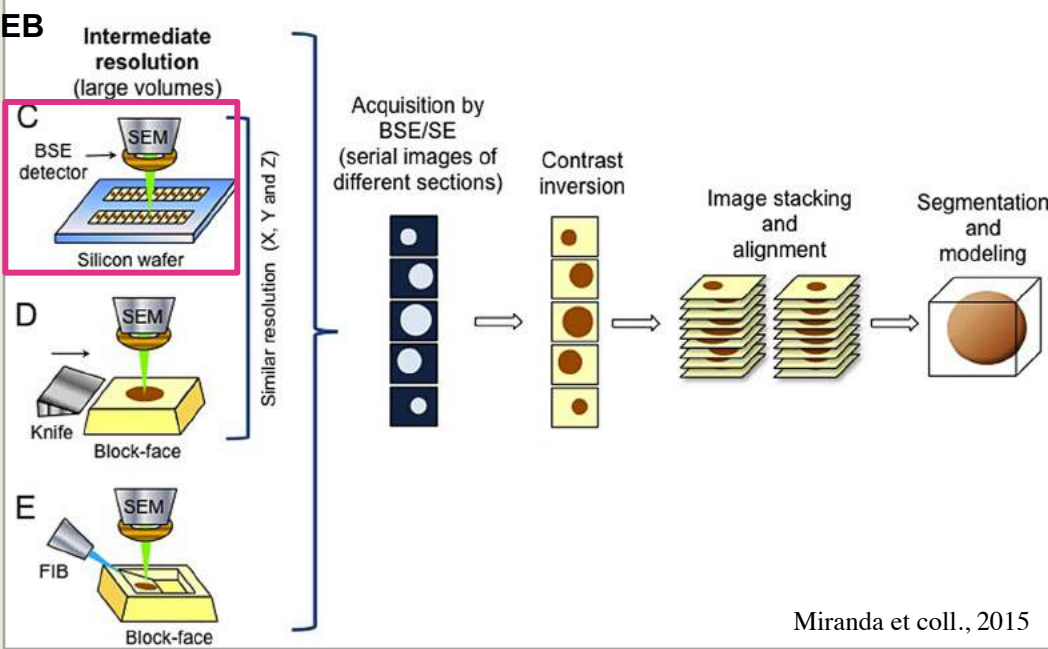 EB
Intermediate
resolution
(large volumes)
C
SEM
BSE
detector
Silicon wafer
D
SEM
Knife
Block-face
E
SEM
FIB
Block-face
Similar resolution (X, Y and Z)
Acquisition by
BSE/SE
(serial images of
different sections)
Contrast
inversion
Image stacking
and
alignment
Segmentation
and
modeling
Miranda et coll., 2015